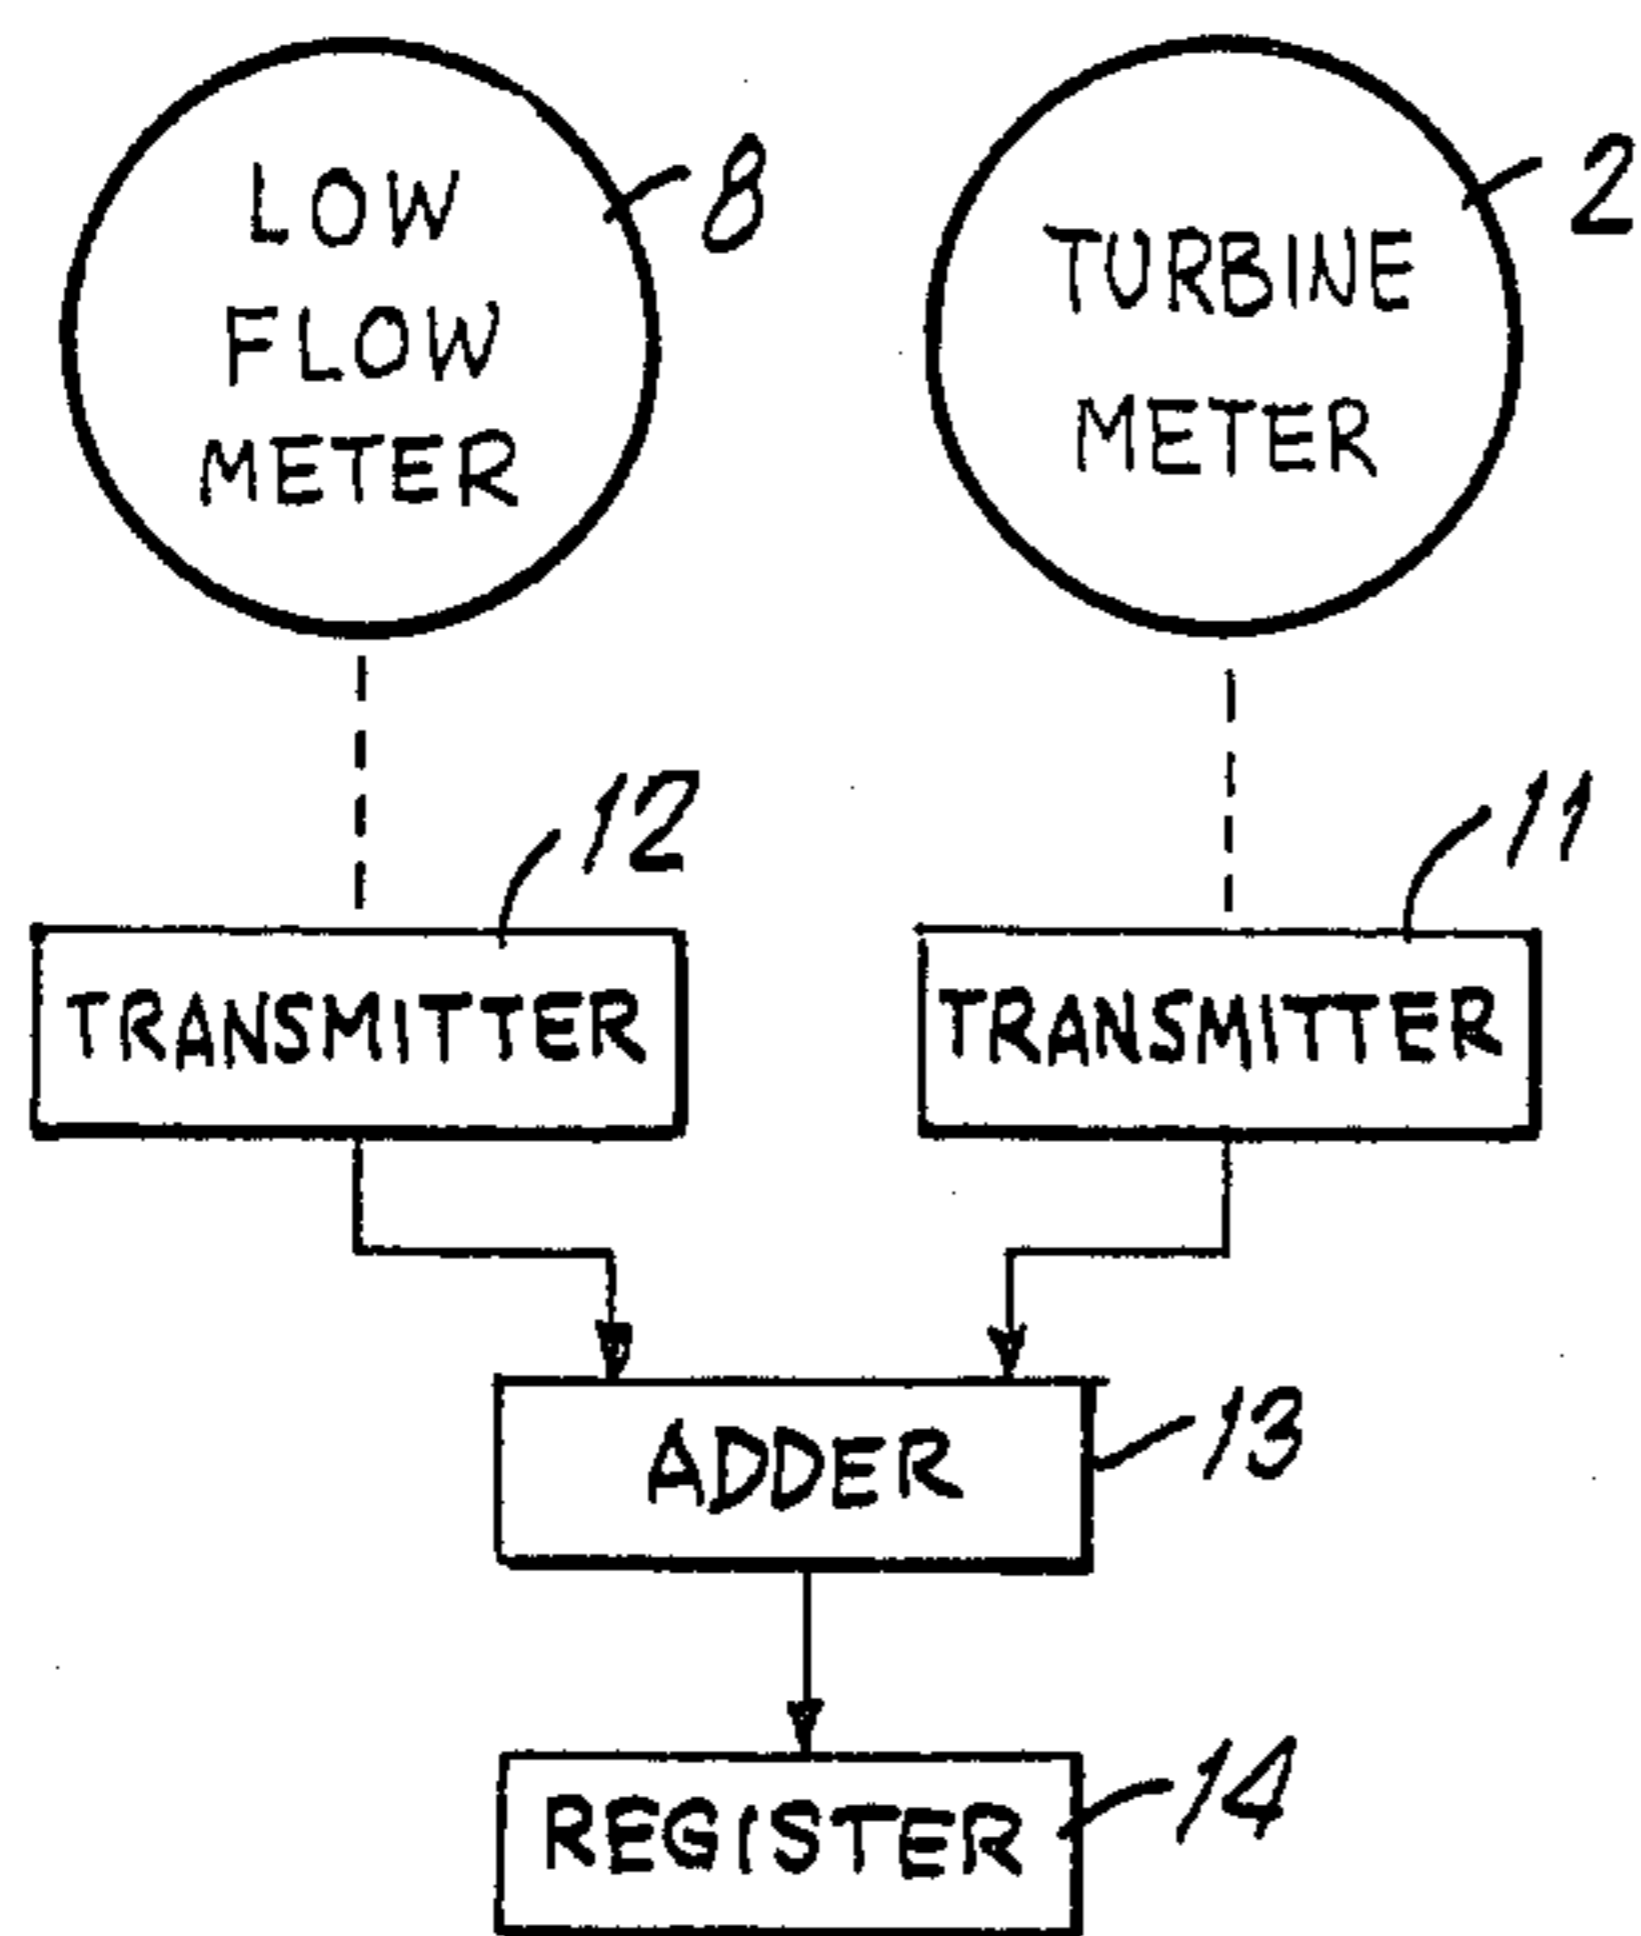 LOW
FLOW
METER
8
TURBINE
METER
2
12
TRANSMITTER
11
TRANSMITTER
ADDER
13
REGISTER
14